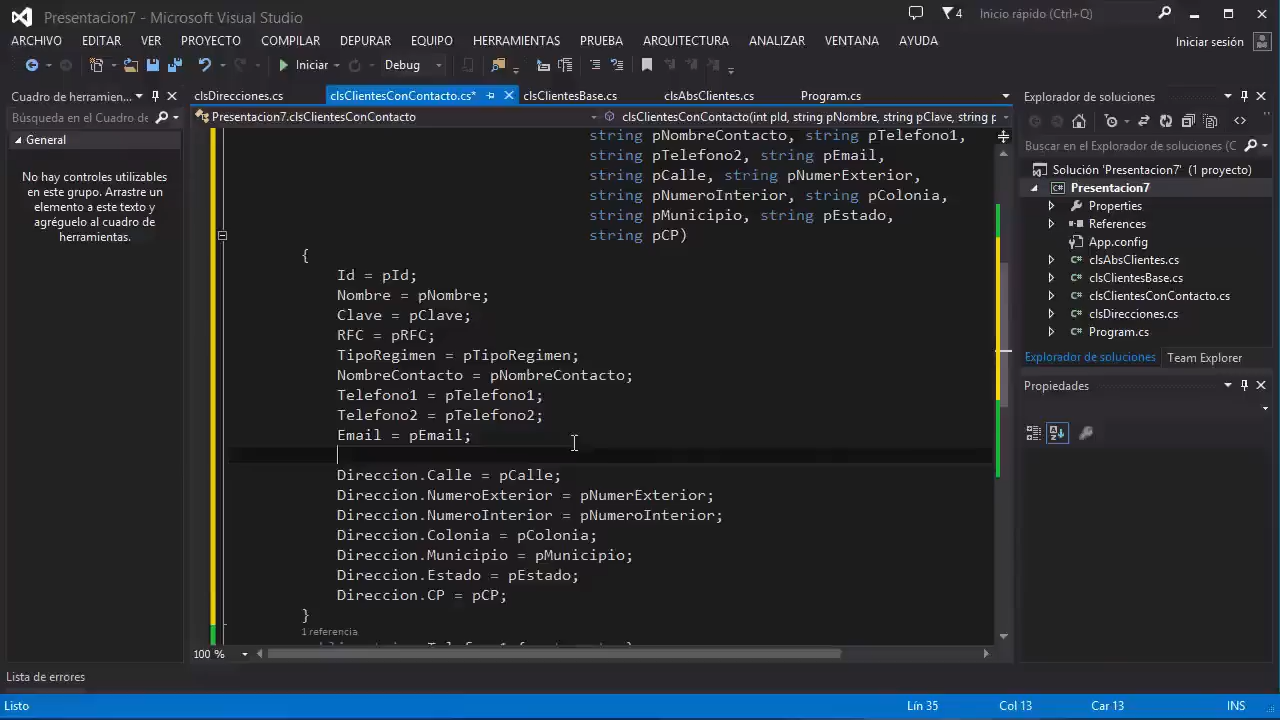 Presentacion7 - Microsoft Visual Studio
4
Inicio rápido (Ctrl+Q)
ARCHIVO EDITAR VER PROYECTO COMPILAR DEPURAR EQUIPO HERRAMIENTAS PRUEBA ARQUITECTURA ANALIZAR VENTANA AYUDA
Iniciar sesión
Iniciar
Debug
Cuadro de herramien...
Búsqueda en el Cuadro de
General
No hay controles utilizables
en este grupo. Arrastre un
elemento a este texto y
agréguelo al cuadro de
herramientas.
clsDirecciones.cs clsClientesConContacto.cs* clsClientesBase.cs clsAbsClientes.cs Program.cs
Presentacion7.clsClientesConContacto
clsClientesConContacto(int pId, string pNombre, string pClave, string p
string pNombreContacto, string pTelefono1,
string pTelefono2, string pEmail,
string pCalle, string pNumerExterior,
string pNumeroInterior, string pColonia,
string pMunicipio, string pEstado,
string pCP)
{
Id = pId;
Nombre = pNombre;
Clave = pClave;
RFC = pRFC;
TipoRegimen = pTipoRegimen;
NombreContacto = pNombreContacto;
Telefono1 = pTelefono1;
Telefono2 = pTelefono2;
Email = pEmail;
Direccion.Calle = pCalle;
Direccion.NumeroExterior = pNumerExterior;
Direccion.NumeroInterior = pNumeroInterior;
Direccion.Colonia = pColonia;
Direccion.Municipio = pMunicipio;
Direccion.Estado = pEstado;
Direccion.CP = pCP;
}
1 referencia
100 %
Explorador de soluciones
Buscar en el Explorador de soluciones (C
Solución 'Presentacion7' (1 proyecto)
Presentacion7
Properties
References
App.config
clsAbsClientes.cs
clsClientesBase.cs
clsClientesConContacto.cs
clsDirecciones.cs
Program.cs
Explorador de soluciones Team Explorer
Propiedades
Lista de errores
Listo
Lín 35 Col 13 Car 13 INS